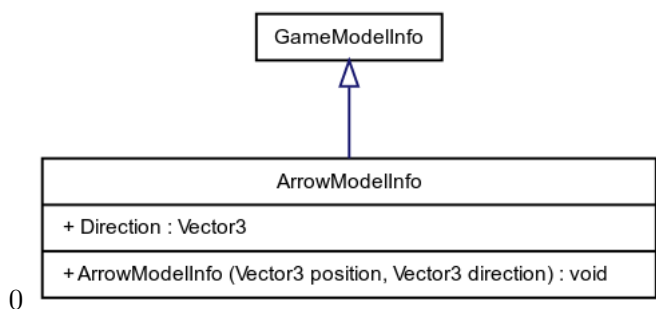 GameModelInfo
ArrowModelInfo
+ Direction : Vector3
+ ArrowModelInfo (Vector3 position, Vector3 direction) : void
0